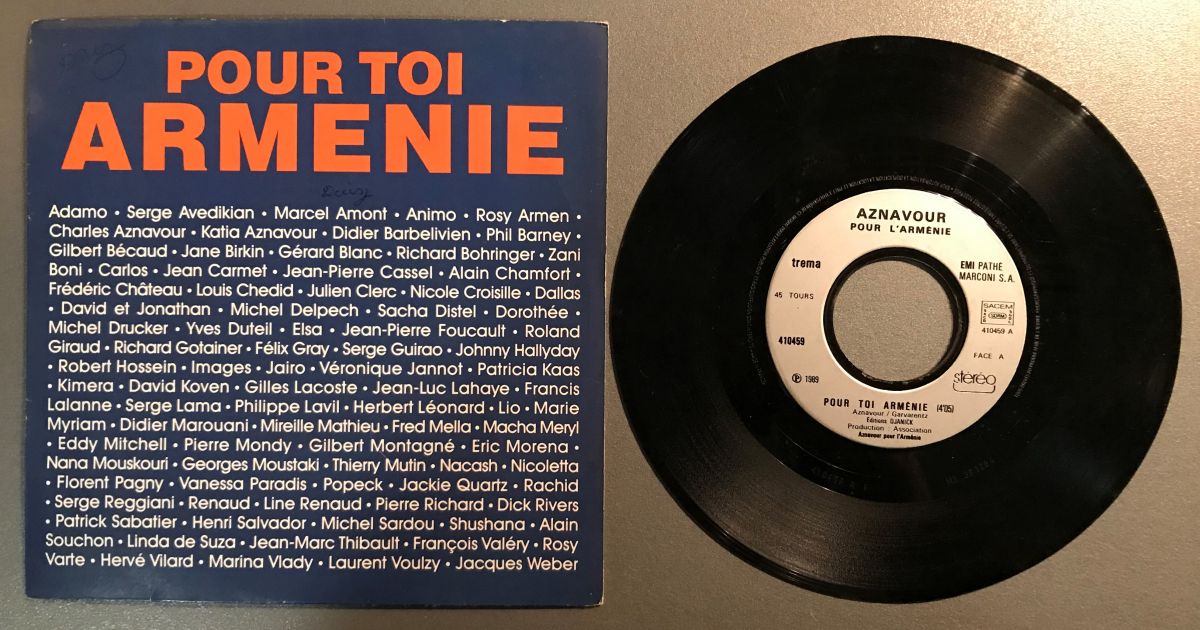 POUR TOI
ARMENIE
Adamo • Serge Avedikian • Marcel Amont • Animo • Rosy Armen •
Charles Aznavour • Katia Aznavour • Didier Barbelivien • Phil Barney •
Gilbert Bécaud • Jane Birkin • Gérard Blanc • Richard Bohringer • Zani
Boni • Carlos • Jean Carmet • Jean-Pierre Cassel • Alain Chamfort •
Frédéric Château • Louis Chedid • Julien Clerc • Nicole Croisille • Dallas
• David et Jonathan • Michel Delpech • Sacha Distel • Dorothée •
Michel Drucker • Yves Duteil • Elsa • Jean-Pierre Foucault • Roland
Giraud • Richard Gotainer • Félix Gray • Serge Guirao • Johnny Hallyday
• Robert Hossein • Images • Jairo • Véronique Jannot • Patricia Kaas
• Kimera • David Koven • Gilles Lacoste • Jean-Luc Lahaye • Francis
Lalanne • Serge Lama • Philippe Lavil • Herbert Léonard • Lio • Marie
Myriam • Didier Marouani • Mireille Mathieu • Fred Mella • Macha Meryl
• Eddy Mitchell • Pierre Mondy • Gilbert Montagné • Eric Morena •
Nana Mouskouri • Georges Moustaki • Thierry Mutin • Nacash • Nicoletta
• Florent Pagny • Vanessa Paradis • Popeck • Jackie Quartz • Rachid
• Serge Reggiani • Renaud • Line Renaud • Pierre Richard • Dick Rivers
• Patrick Sabatier • Henri Salvador • Michel Sardou • Shushana • Alain
Souchon • Linda de Suza • Jean-Marc Thibault • François Valéry • Rosy
Varte • Hervé Vilard • Marina Vlady • Laurent Voulzy • Jacques Weber
AZNAVOUR
POUR L'ARMÉNIE
trema
EMI PATHE
MARCONI S.A.
45 TOURS
SACEM
SDRM
410459 A
410459
FACE A
stéréo
℗ 1989
POUR TOI ARMÉNIE (4'05)
Aznavour / Garvarentz
Éditions DJANICK
Production : Association
Aznavour pour l'Arménie